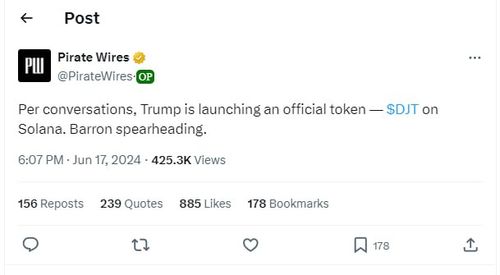 Post
PW
Pirate Wires
@PirateWires· OP
Per conversations, Trump is launching an official token — $DJT on
Solana. Barron spearheading.
6:07 PM · Jun 17, 2024 · 425.3K Views
156 Reposts 239 Quotes 885 Likes 178 Bookmarks
178